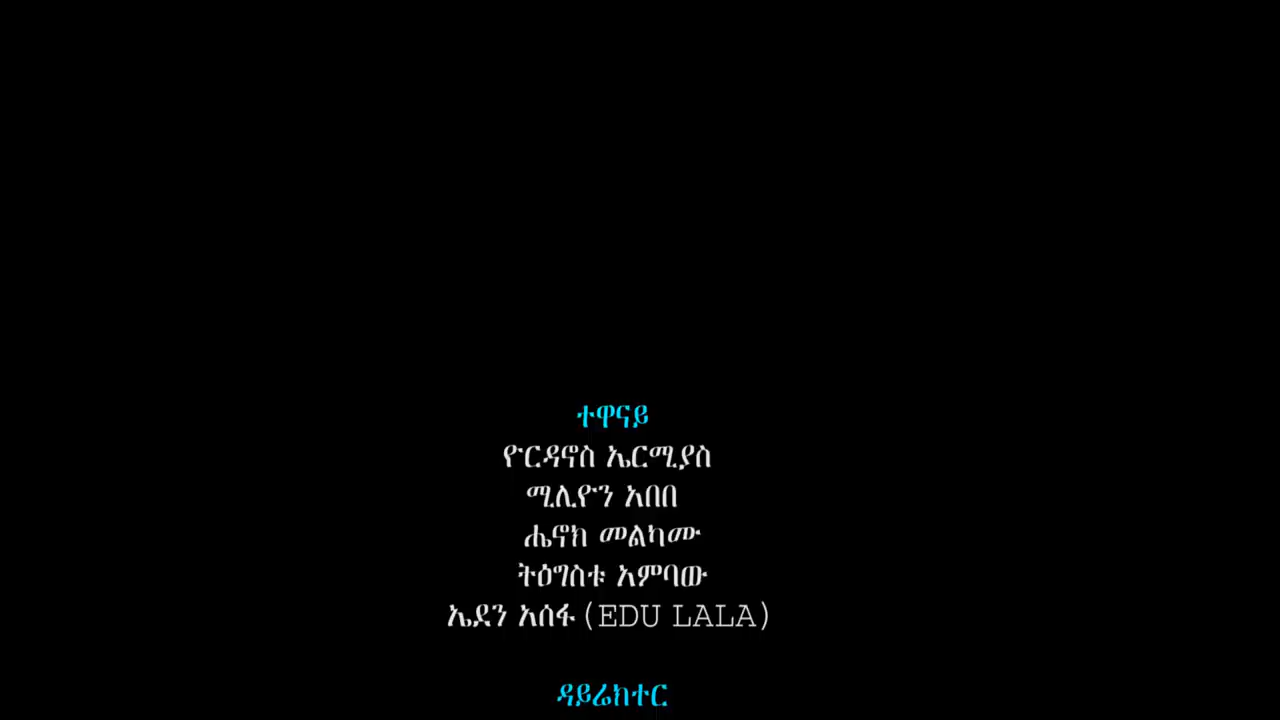 ተዋናይ
ዮርዳኖስ ኤርሚያስ
ሚሊዮን አበበ
ሔኖክ መልካሙ
ትዕግስቱ አምባው
ኤደን አሰፋ (EDU LALA)
ዳይሬክተር